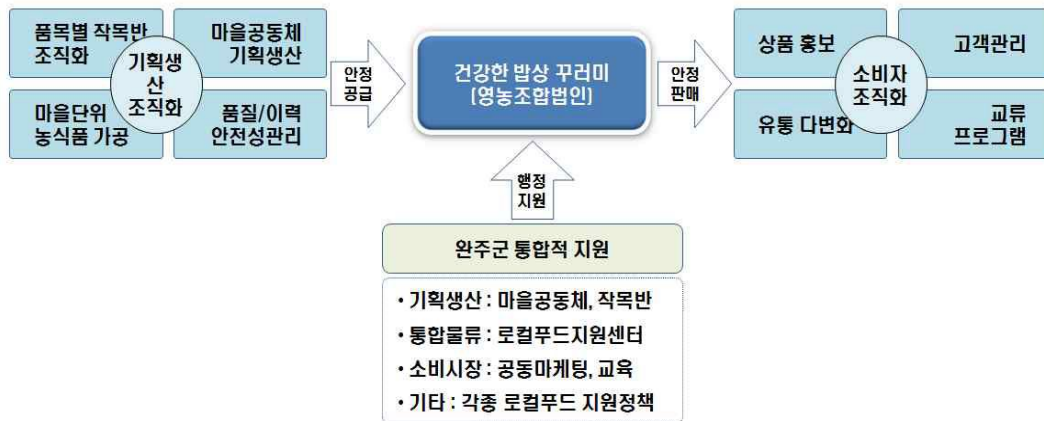 품목별 작목반
조직화
마을공동체
기획생산
기획생
산
조직화
마을단위
농식품 가공
품질/이력
안전성관리
안정
공급
건강한 밥상 꾸러미
(영농조합법인)
안정
판매
상품 홍보
고객관리
소비자
조직화
유통 다변화
교류
프로그램
행정
지원
완주군 통합적 지원
• 기획생산 : 마을공동체, 작목반
• 통합물류 : 로컬푸드지원센터
• 소비시장 : 공동마케팅, 교육
• 기타 : 각종 로컬푸드 지원정책